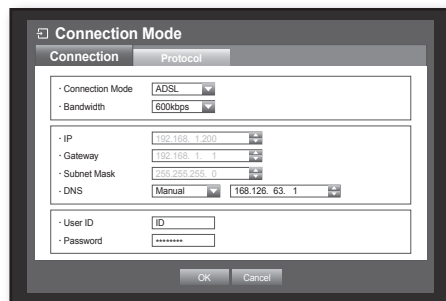 Connection Mode
Connection Protocol
· Connection Mode ADSL
· Bandwidth 600kbps
· IP 192.168. 1.200
· Gateway 192.168. 1. 1
· Subnet Mask 255.255.255. 0
· DNS Manual 168.126. 63. 1
· User ID ID
· Password ********
OK Cancel